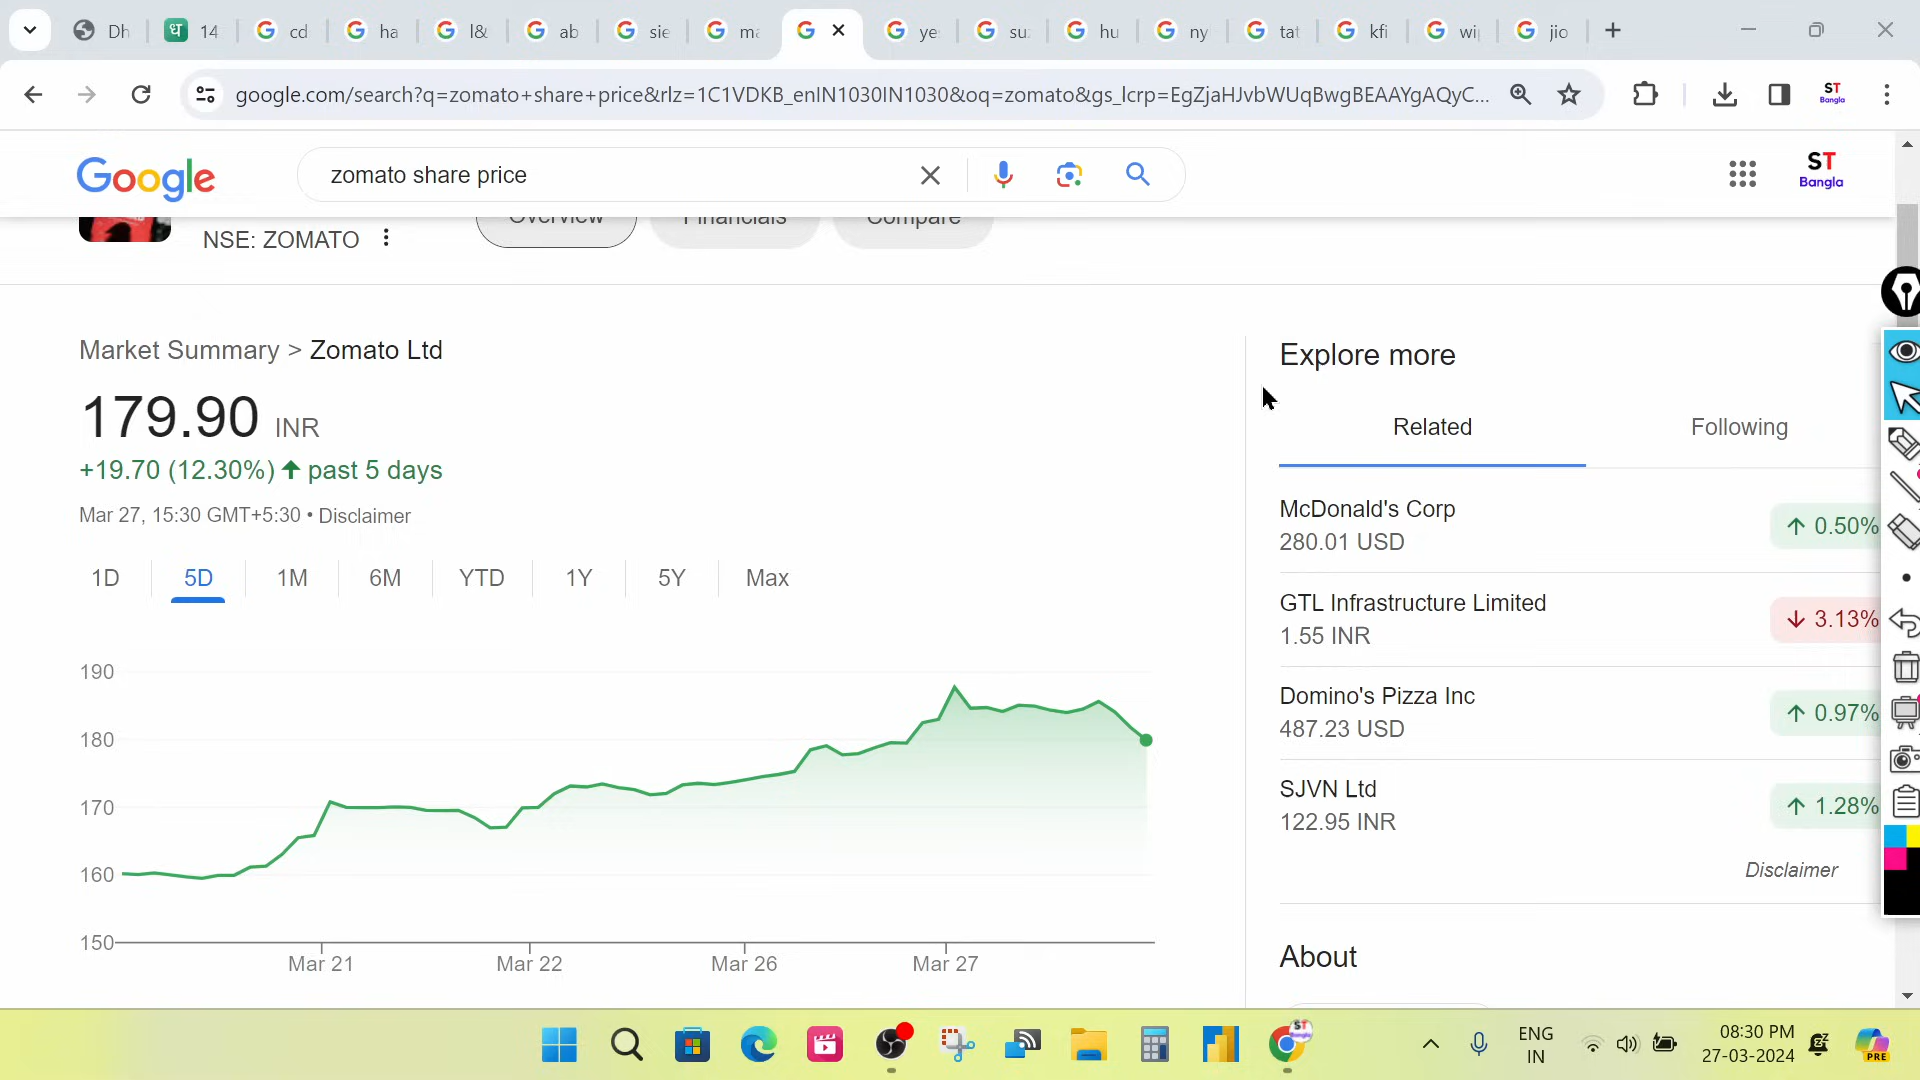 Dh
ધ 14
cd
ha
l&
ab
sie
ma
ye
su
hu
ny
tat
kfi
wi
jio
google.com/search?q=zomato+share+price&rlz=1C1VDKB_enIN1030IN1030&oq=zomato&gs_lcrp=EgZjaHJvbWUqBwgBEAAYgAQyC...
ST
Bangla
Google
zomato share price
ST
Bangla
NSE: ZOMATO
Overview
Financials
Compare
Market Summary > Zomato Ltd
179.90 INR
+19.70 (12.30%) past 5 days
Mar 27, 15:30 GMT+5:30 • Disclaimer
1D
5D
1M
6M
YTD
1Y
5Y
Max
190
180
170
160
150
Mar 21
Mar 22
Mar 26
Mar 27
Explore more
Related
Following
McDonald's Corp
280.01 USD
0.50%
GTL Infrastructure Limited
1.55 INR
3.13%
Domino's Pizza Inc
487.23 USD
0.97%
SJVN Ltd
122.95 INR
1.28%
Disclaimer
About
ST
ENG
IN
08:30 PM
27-03-2024
PRE